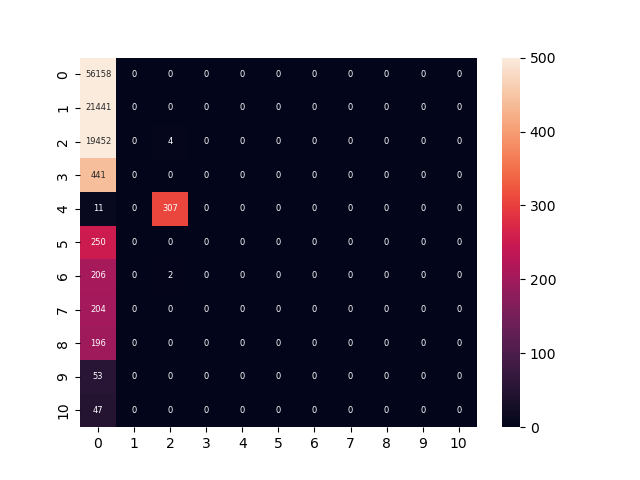 0 56158 0 0 0 0 0 0 0 0 0 0
1 21441 0 0 0 0 0 0 0 0 0 0
2 19452 0 4 0 0 0 0 0 0 0 0
3 441 0 0 0 0 0 0 0 0 0 0
4 11 0 307 0 0 0 0 0 0 0 0
5 250 0 0 0 0 0 0 0 0 0 0
6 206 0 2 0 0 0 0 0 0 0 0
7 204 0 0 0 0 0 0 0 0 0 0
8 196 0 0 0 0 0 0 0 0 0 0
9 53 0 0 0 0 0 0 0 0 0 0
10 47 0 0 0 0 0 0 0 0 0 0
0 1 2 3 4 5 6 7 8 9 10
500
400
300
200
100
0